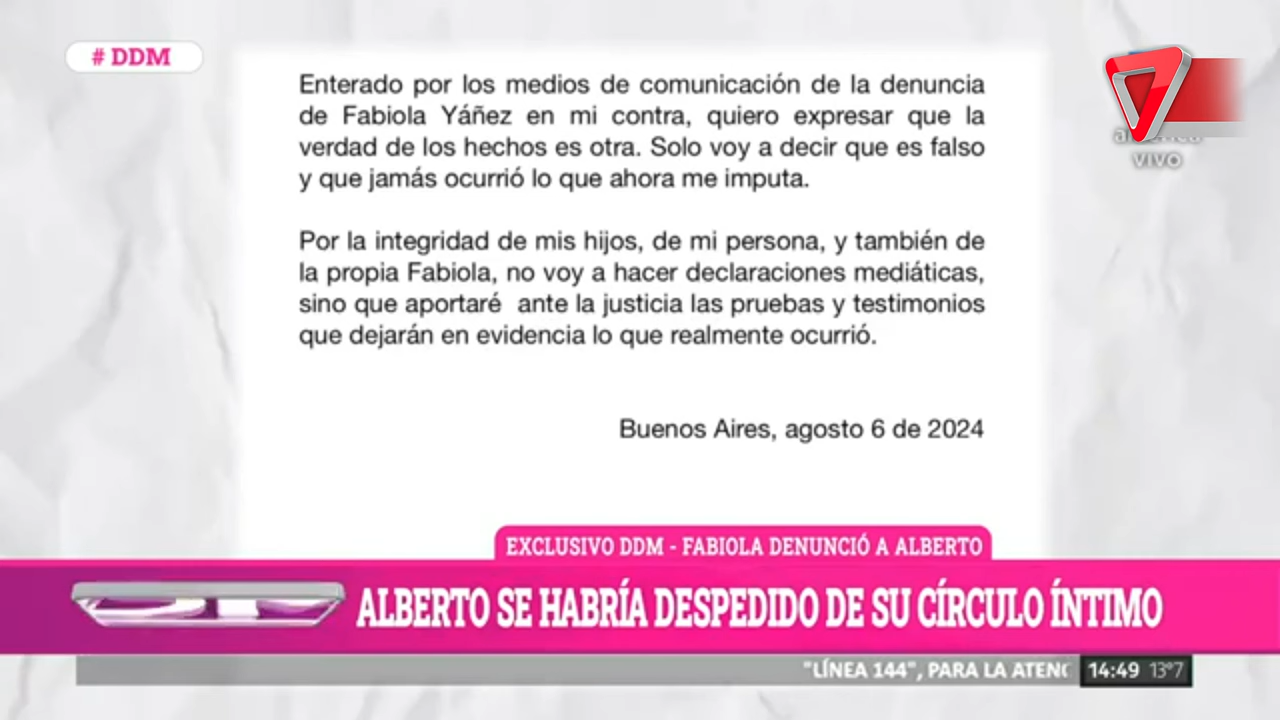 # DDM
Enterado por los medios de comunicación de la denuncia
de Fabiola Yáñez en mi contra, quiero expresar que la
verdad de los hechos es otra. Solo voy a decir que es falso
y que jamás ocurrió lo que ahora me imputa.
Por la integridad de mis hijos, de mi persona, y también de
la propia Fabiola, no voy a hacer declaraciones mediáticas,
sino que aportaré ante la justicia las pruebas y testimonios
que dejarán en evidencia lo que realmente ocurrió.
Buenos Aires, agosto 6 de 2024
VIVO
EXCLUSIVO DDM - FABIOLA DENUNCIÓ A ALBERTO
ALBERTO SE HABRÍA DESPEDIDO DE SU CÍRCULO ÍNTIMO
"LÍNEA 144", PARA LA ATENC
14:49 13°7